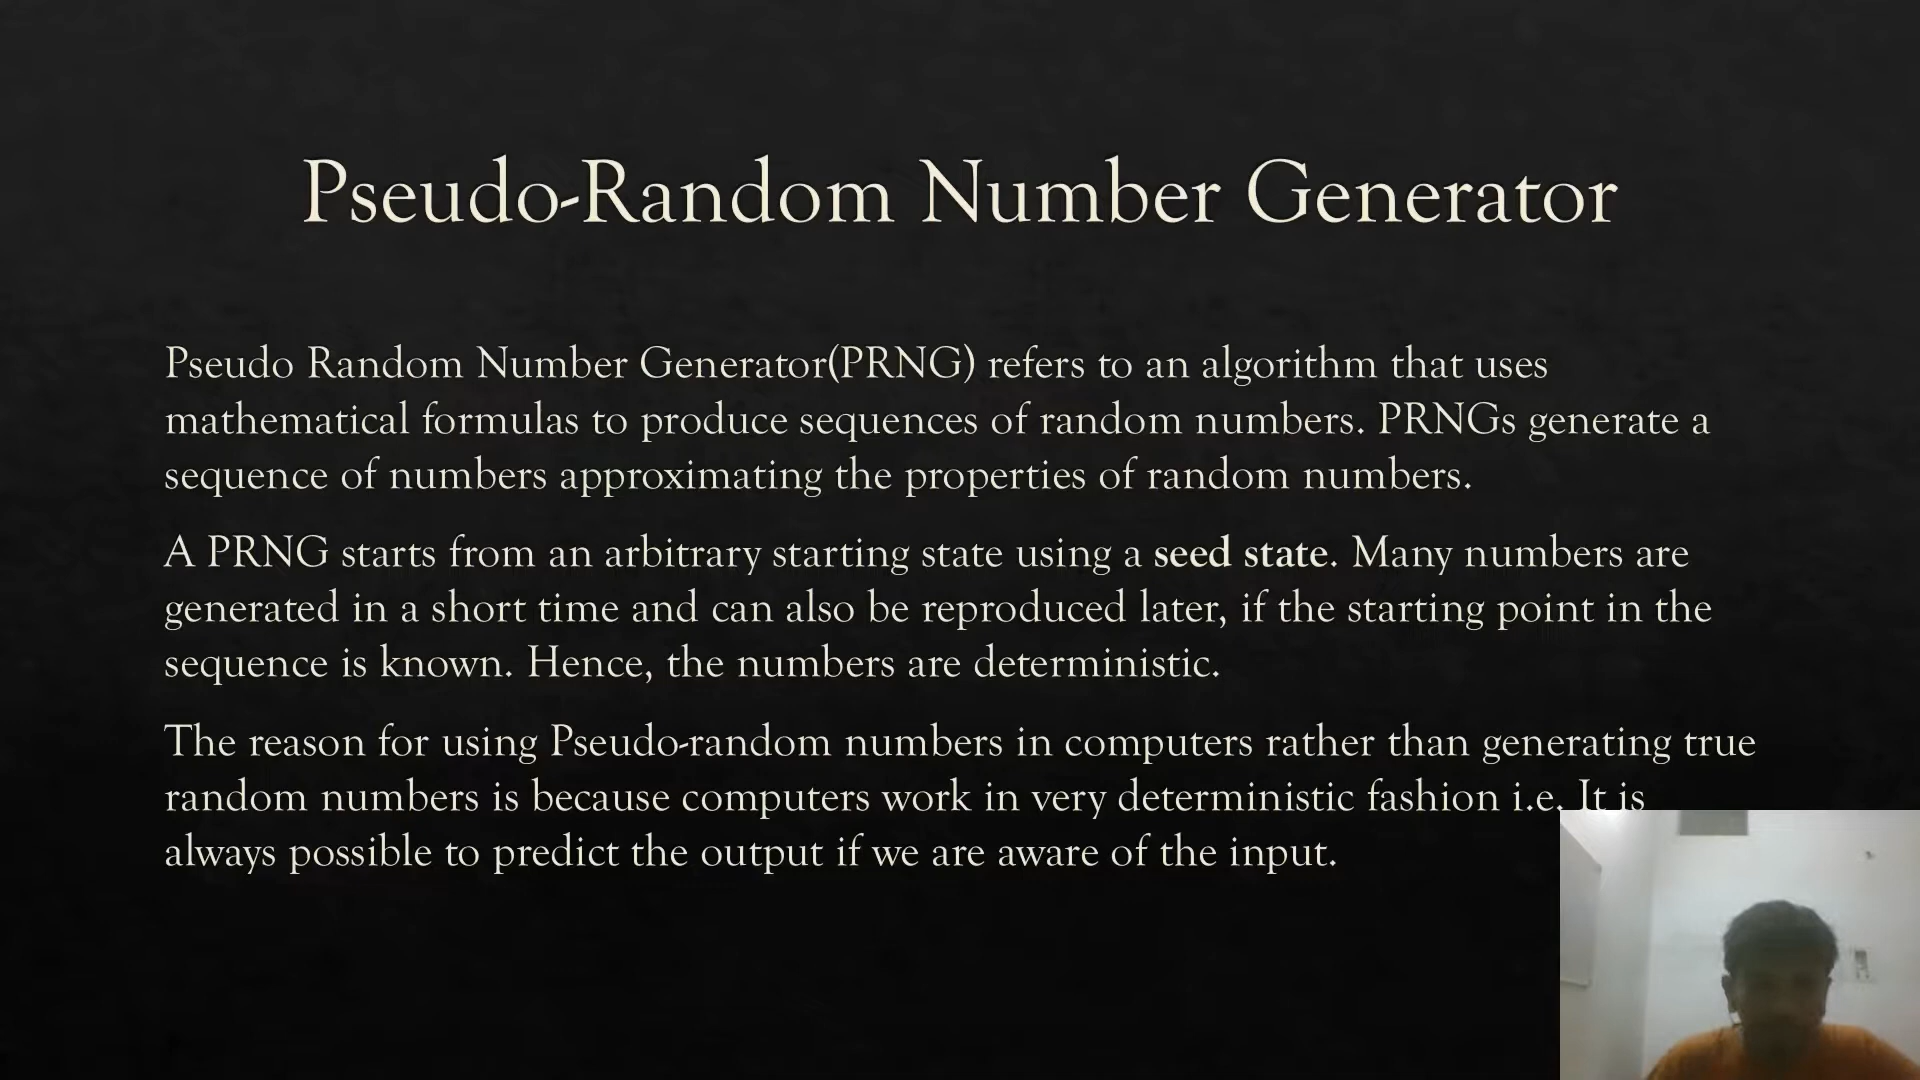 Pseudo-Random Number Generator
Pseudo Random Number Generator(PRNG) refers to an algorithm that uses
mathematical formulas to produce sequences of random numbers. PRNGs generate a
sequence of numbers approximating the properties of random numbers.
A PRNG starts from an arbitrary starting state using a seed state. Many numbers are
generated in a short time and can also be reproduced later, if the starting point in the
sequence is known. Hence, the numbers are deterministic.
The reason for using Pseudo-random numbers in computers rather than generating true
random numbers is because computers work in very deterministic fashion i.e. It is
always possible to predict the output if we are aware of the input.